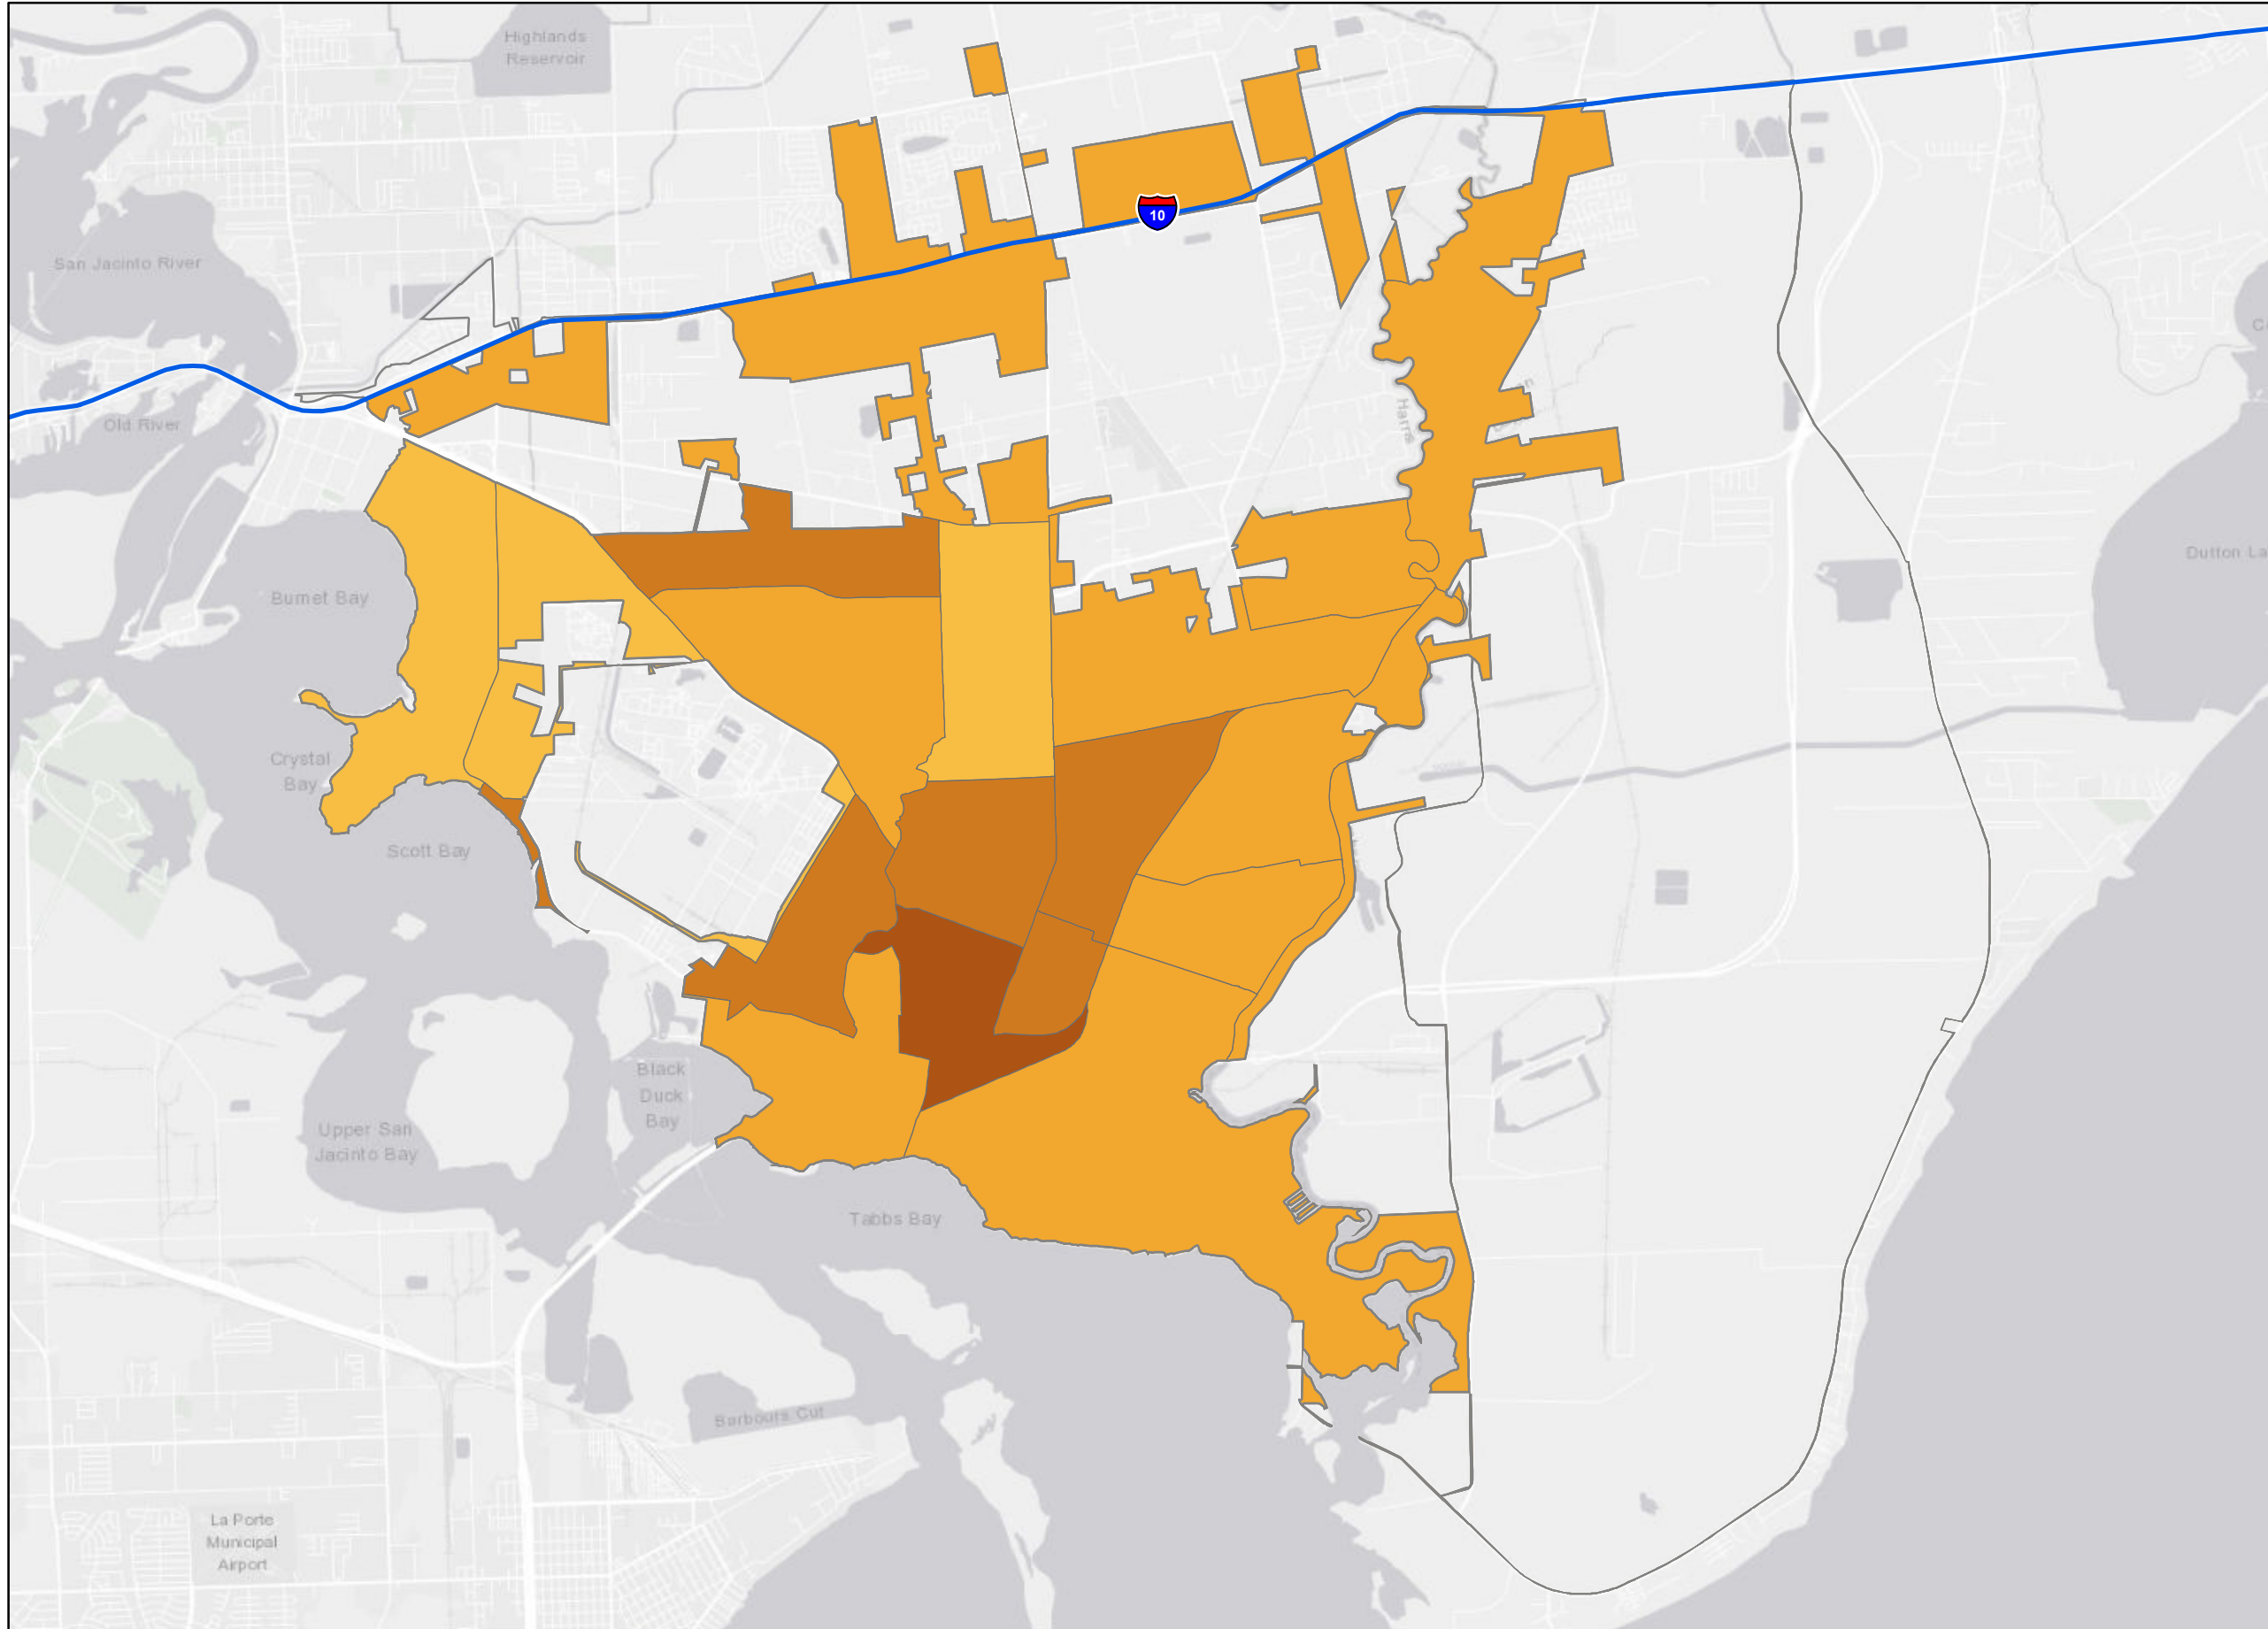 Highlands
Reservoir
10
San Jacinto River
Old River
Harris
Dutton La
Burnet Bay
Crystal
Bay
Scott Bay
Black
Duck
Bay
Upper San
Jacinto Bay
Tabbs Bay
Barbours Cut
La Porte
Municipal
Airport